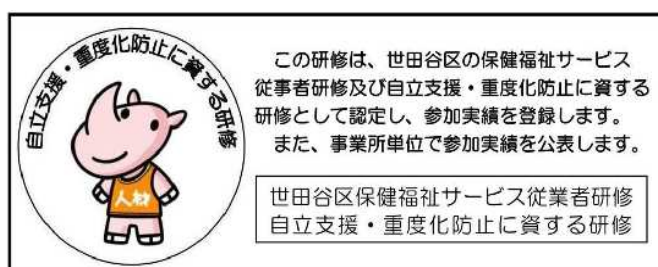 自立支援・重度化防止に資する研修
人材
この研修は、世田谷区の保健福祉サービス
従事者研修及び自立支援・重度化防止に資する
研修として認定し、参加実績を登録します。
また、事業所単位で参加実績を公表します。
世田谷区保健福祉サービス従業者研修
自立支援・重度化防止に資する研修